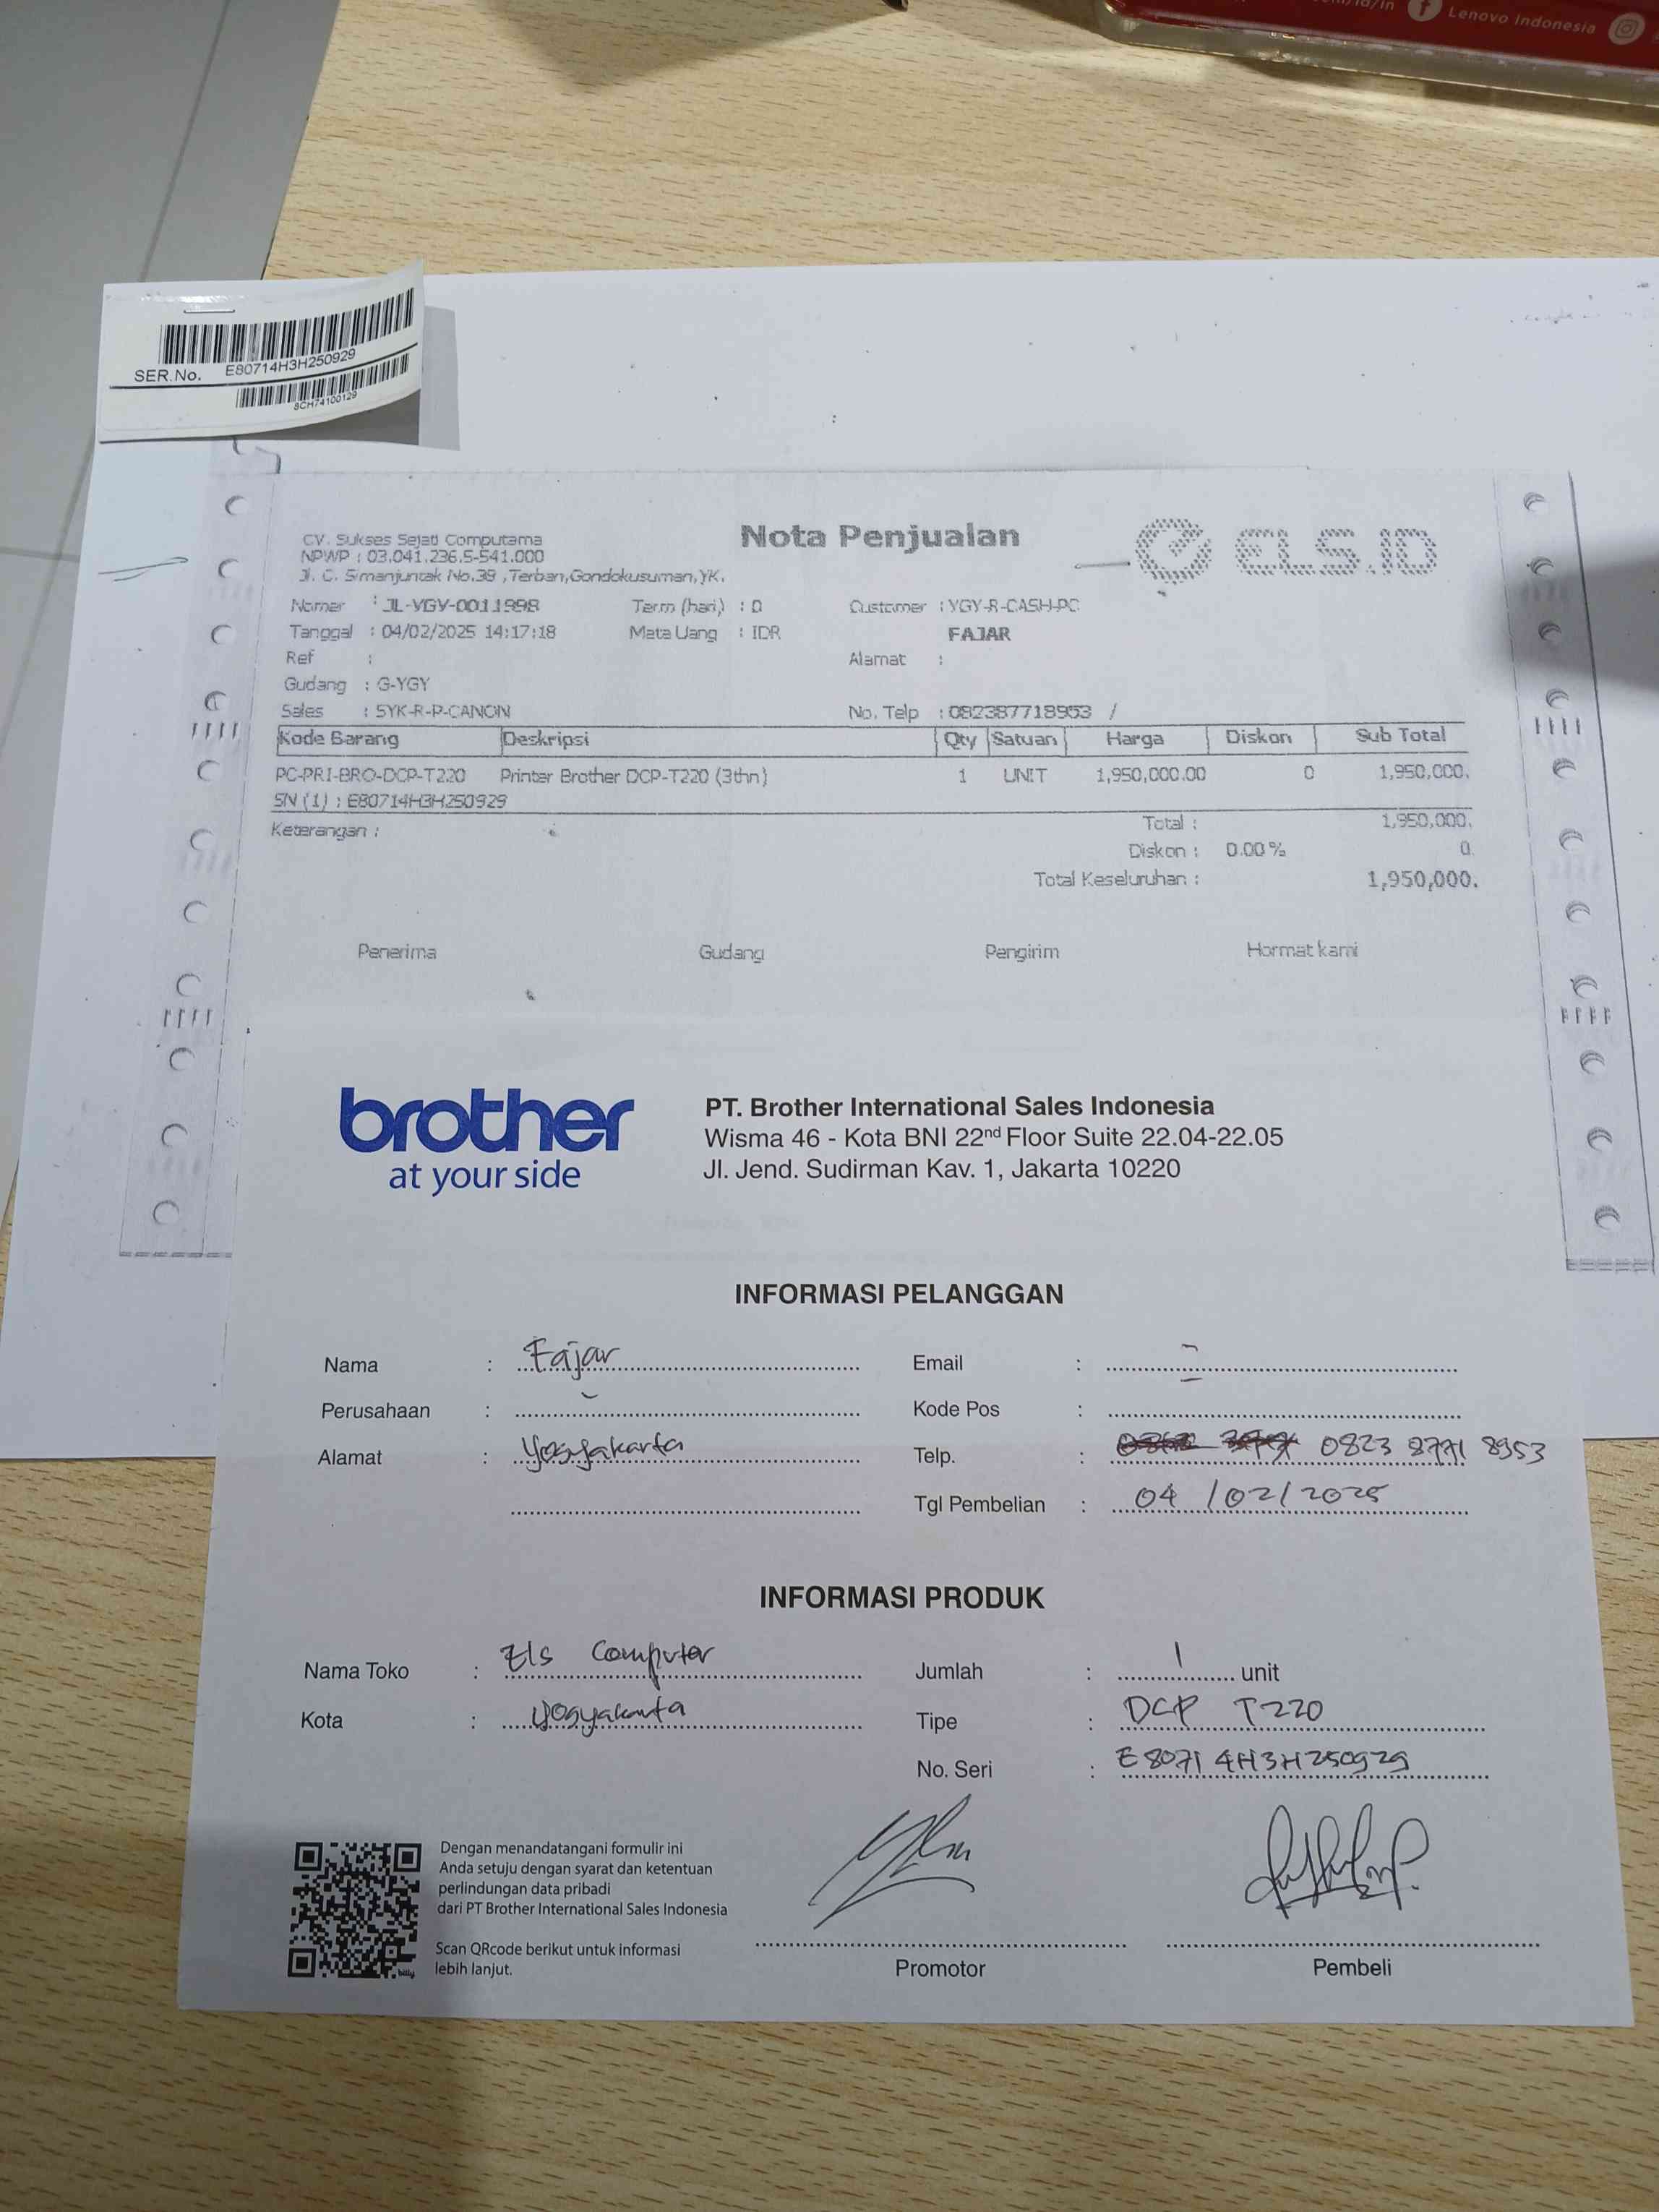 Lenovo Indonesia
SER.No. E80714H3H250929
8CH74100129
CV. Sukses Sejati Computama
NPWP : 03.041.236.5-541.000
Jl. C. Simanjuntak No.39 ,Terban,Gondokusuman,YK.
Nota Penjualan
ELS.ID
Nomer : JL-YGY-0011998 Term (hari) : 0 Customer : YGY-R-CASH-PC
Tanggal : 04/02/2025 14:17:18 Mata Uang : IDR FAJAR
Ref : Alamat :
Gudang : G-YGY
Sales : SYK-R-P-CANON No. Telp : 082387718953 /
Kode Barang Deskripsi Qty Satuan Harga Diskon Sub Total
PC-PRI-BRO-DCP-T220 Printer Brother DCP-T220 (3thn) 1 UNIT 1,950,000.00 0 1,950,000.
SN (1) : E80714H3H250929
Keterangan : Total : 1,950,000.
Diskon : 0.00 % 0.
Total Keseluruhan : 1,950,000.
Penerima Gudang Pengirim Hormat kami
brother
at your side
PT. Brother International Sales Indonesia
Wisma 46 - Kota BNI 22nd Floor Suite 22.04-22.05
Jl. Jend. Sudirman Kav. 1, Jakarta 10220
INFORMASI PELANGGAN
Nama : Fajar Email : -
Perusahaan : - Kode Pos : -
Alamat : Yogyakarta Telp. : 0823 8771 8953
Tgl Pembelian : 04 /02/2025
INFORMASI PRODUK
Nama Toko : Els Computer Jumlah : 1 unit
Kota : Yogyakarta Tipe : DCP T220
No. Seri : E80714H3H250929
Dengan menandatangani formulir ini
Anda setuju dengan syarat dan ketentuan
perlindungan data pribadi
dari PT Brother International Sales Indonesia
Scan QRcode berikut untuk informasi
lebih lanjut.
Promotor Pembeli